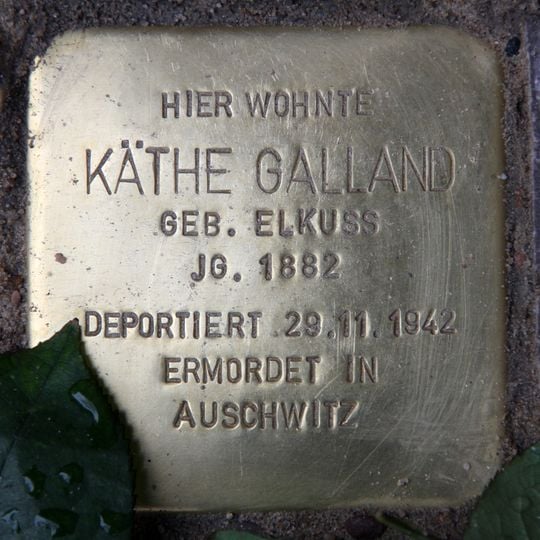 HIER WOHNTE
KÄTHE GALLAND
GEB. ELKUSS
JG. 1882
DEPORTIERT 29.11.1942
ERMORDET IN
AUSCHWITZ